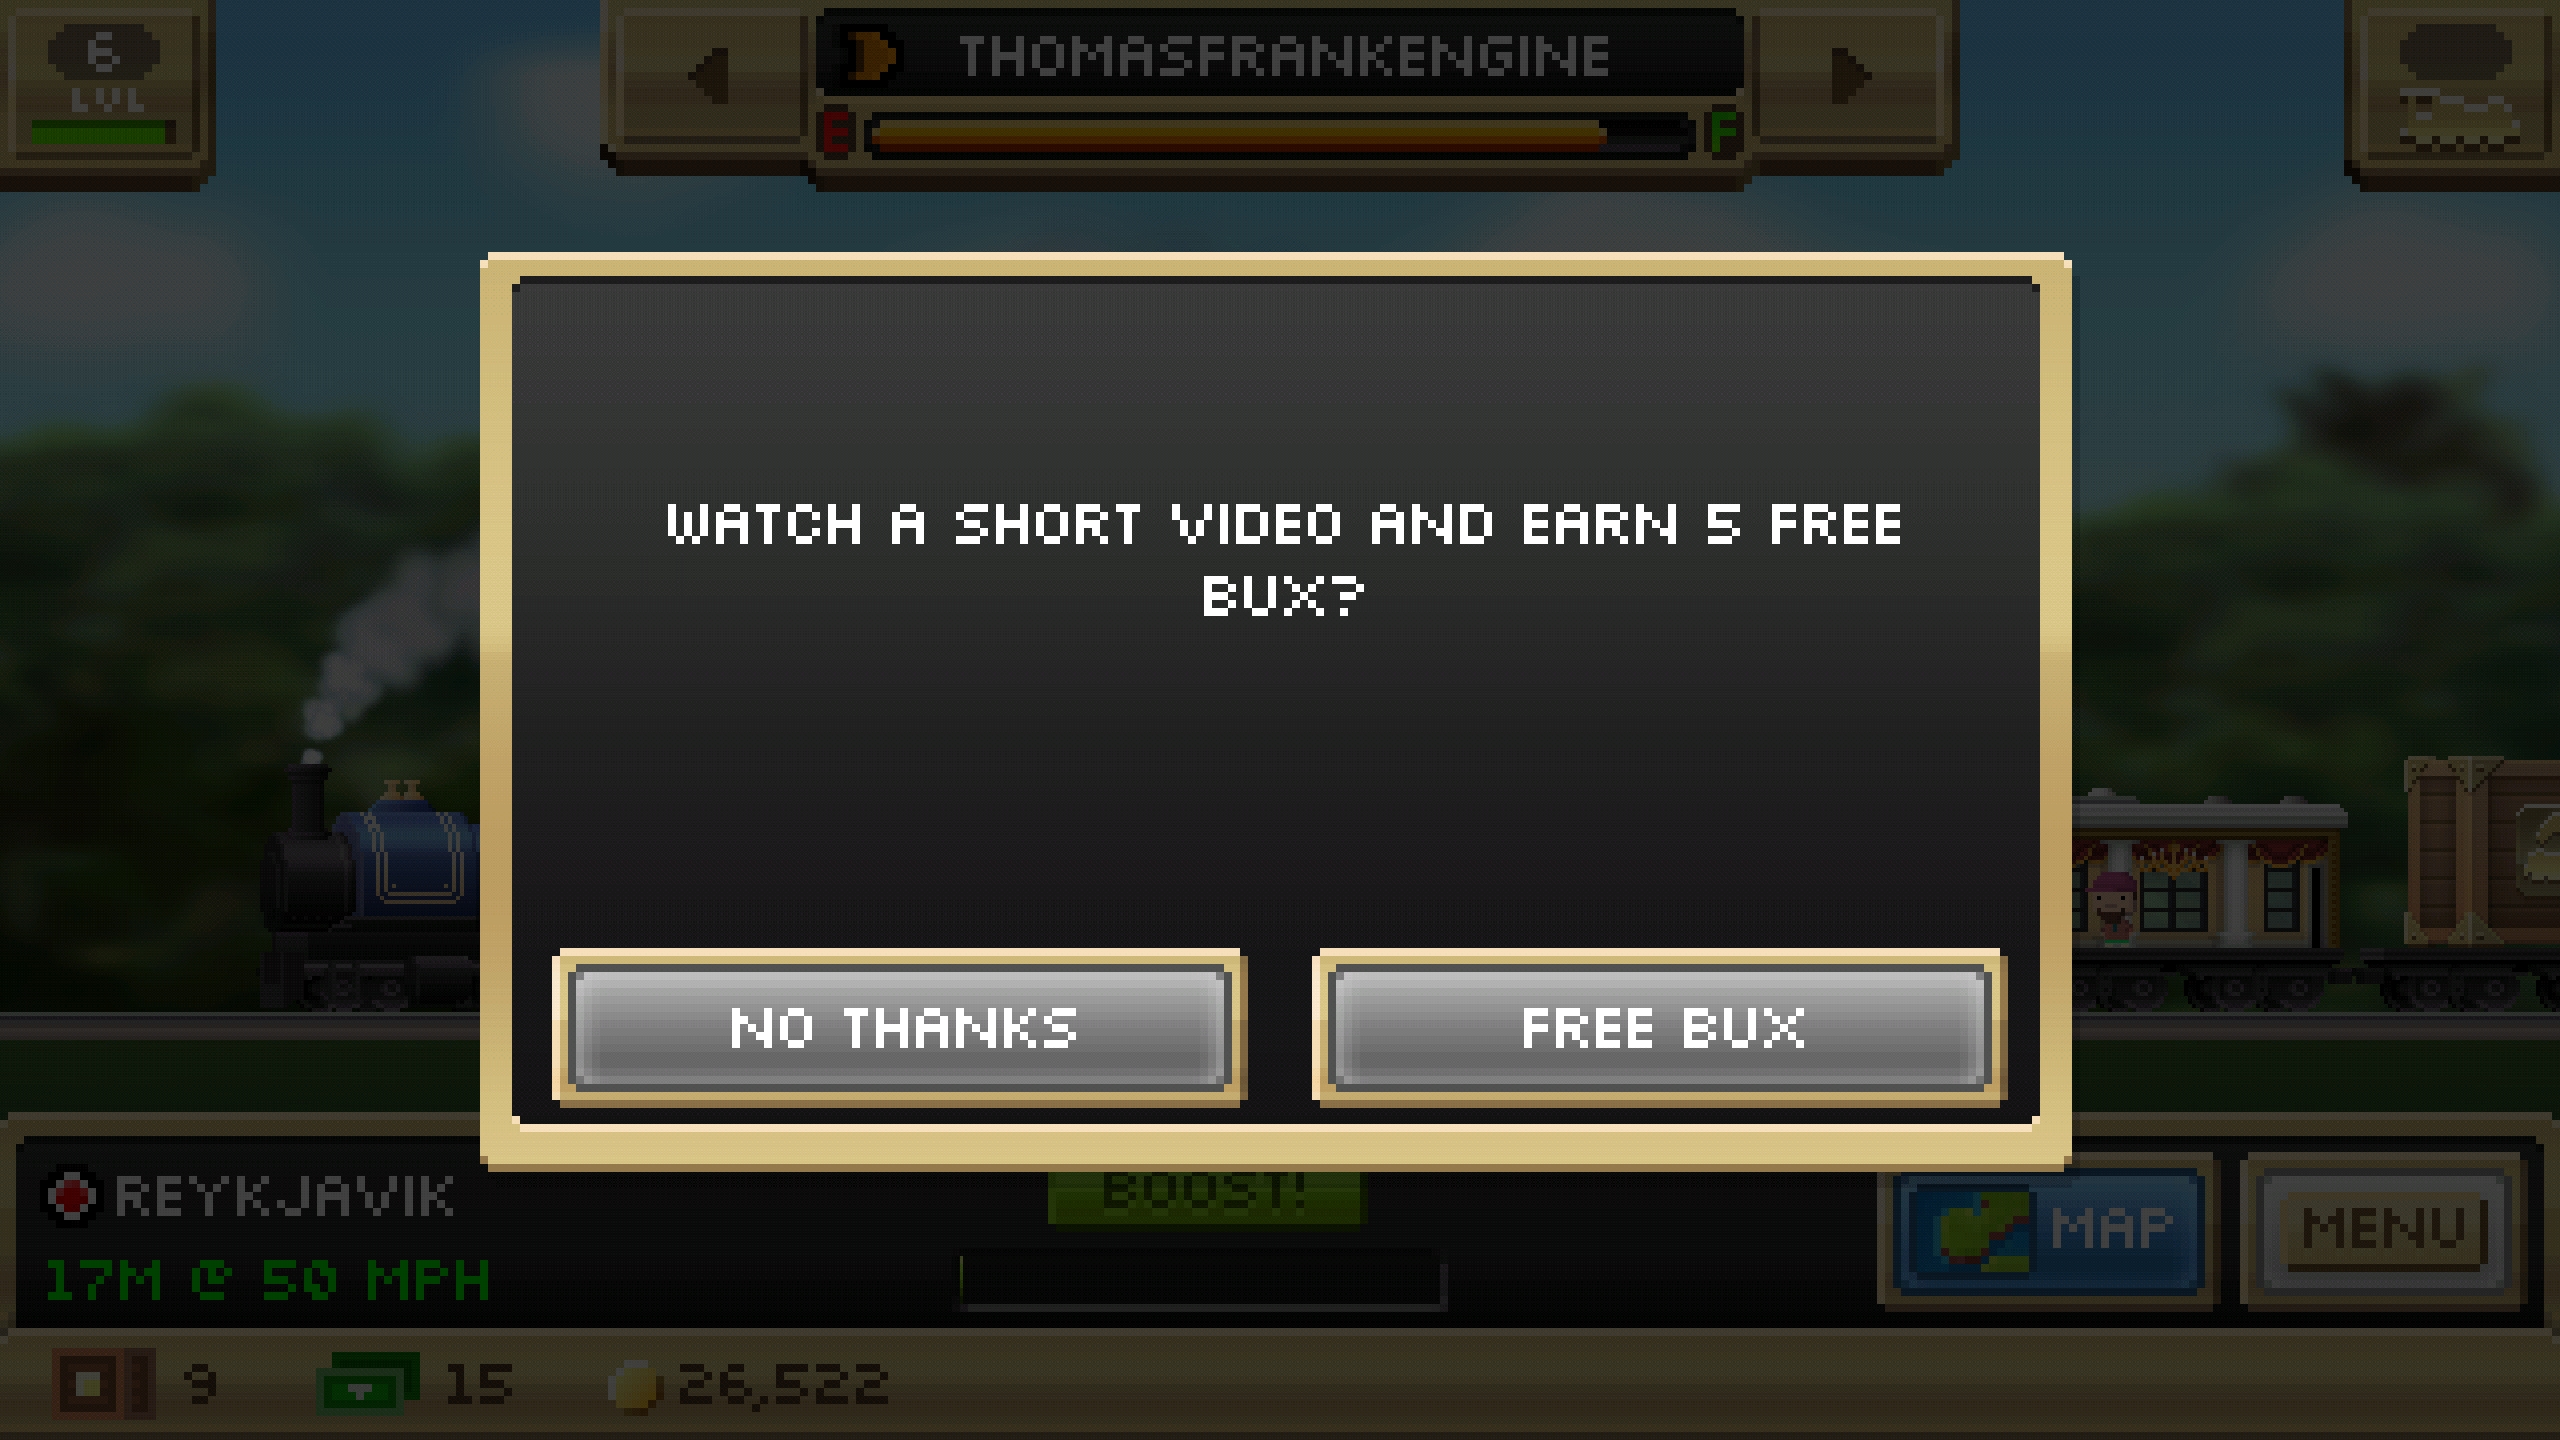 6
LVL
THOMASFRANKENGINE
E
F
WATCH A SHORT VIDEO AND EARN 5 FREE
BUX?
NO THANKS
FREE BUX
REYKJAVIK
BOOST!
MAP
MENU
17M @ 50 MPH
9
15
26,522